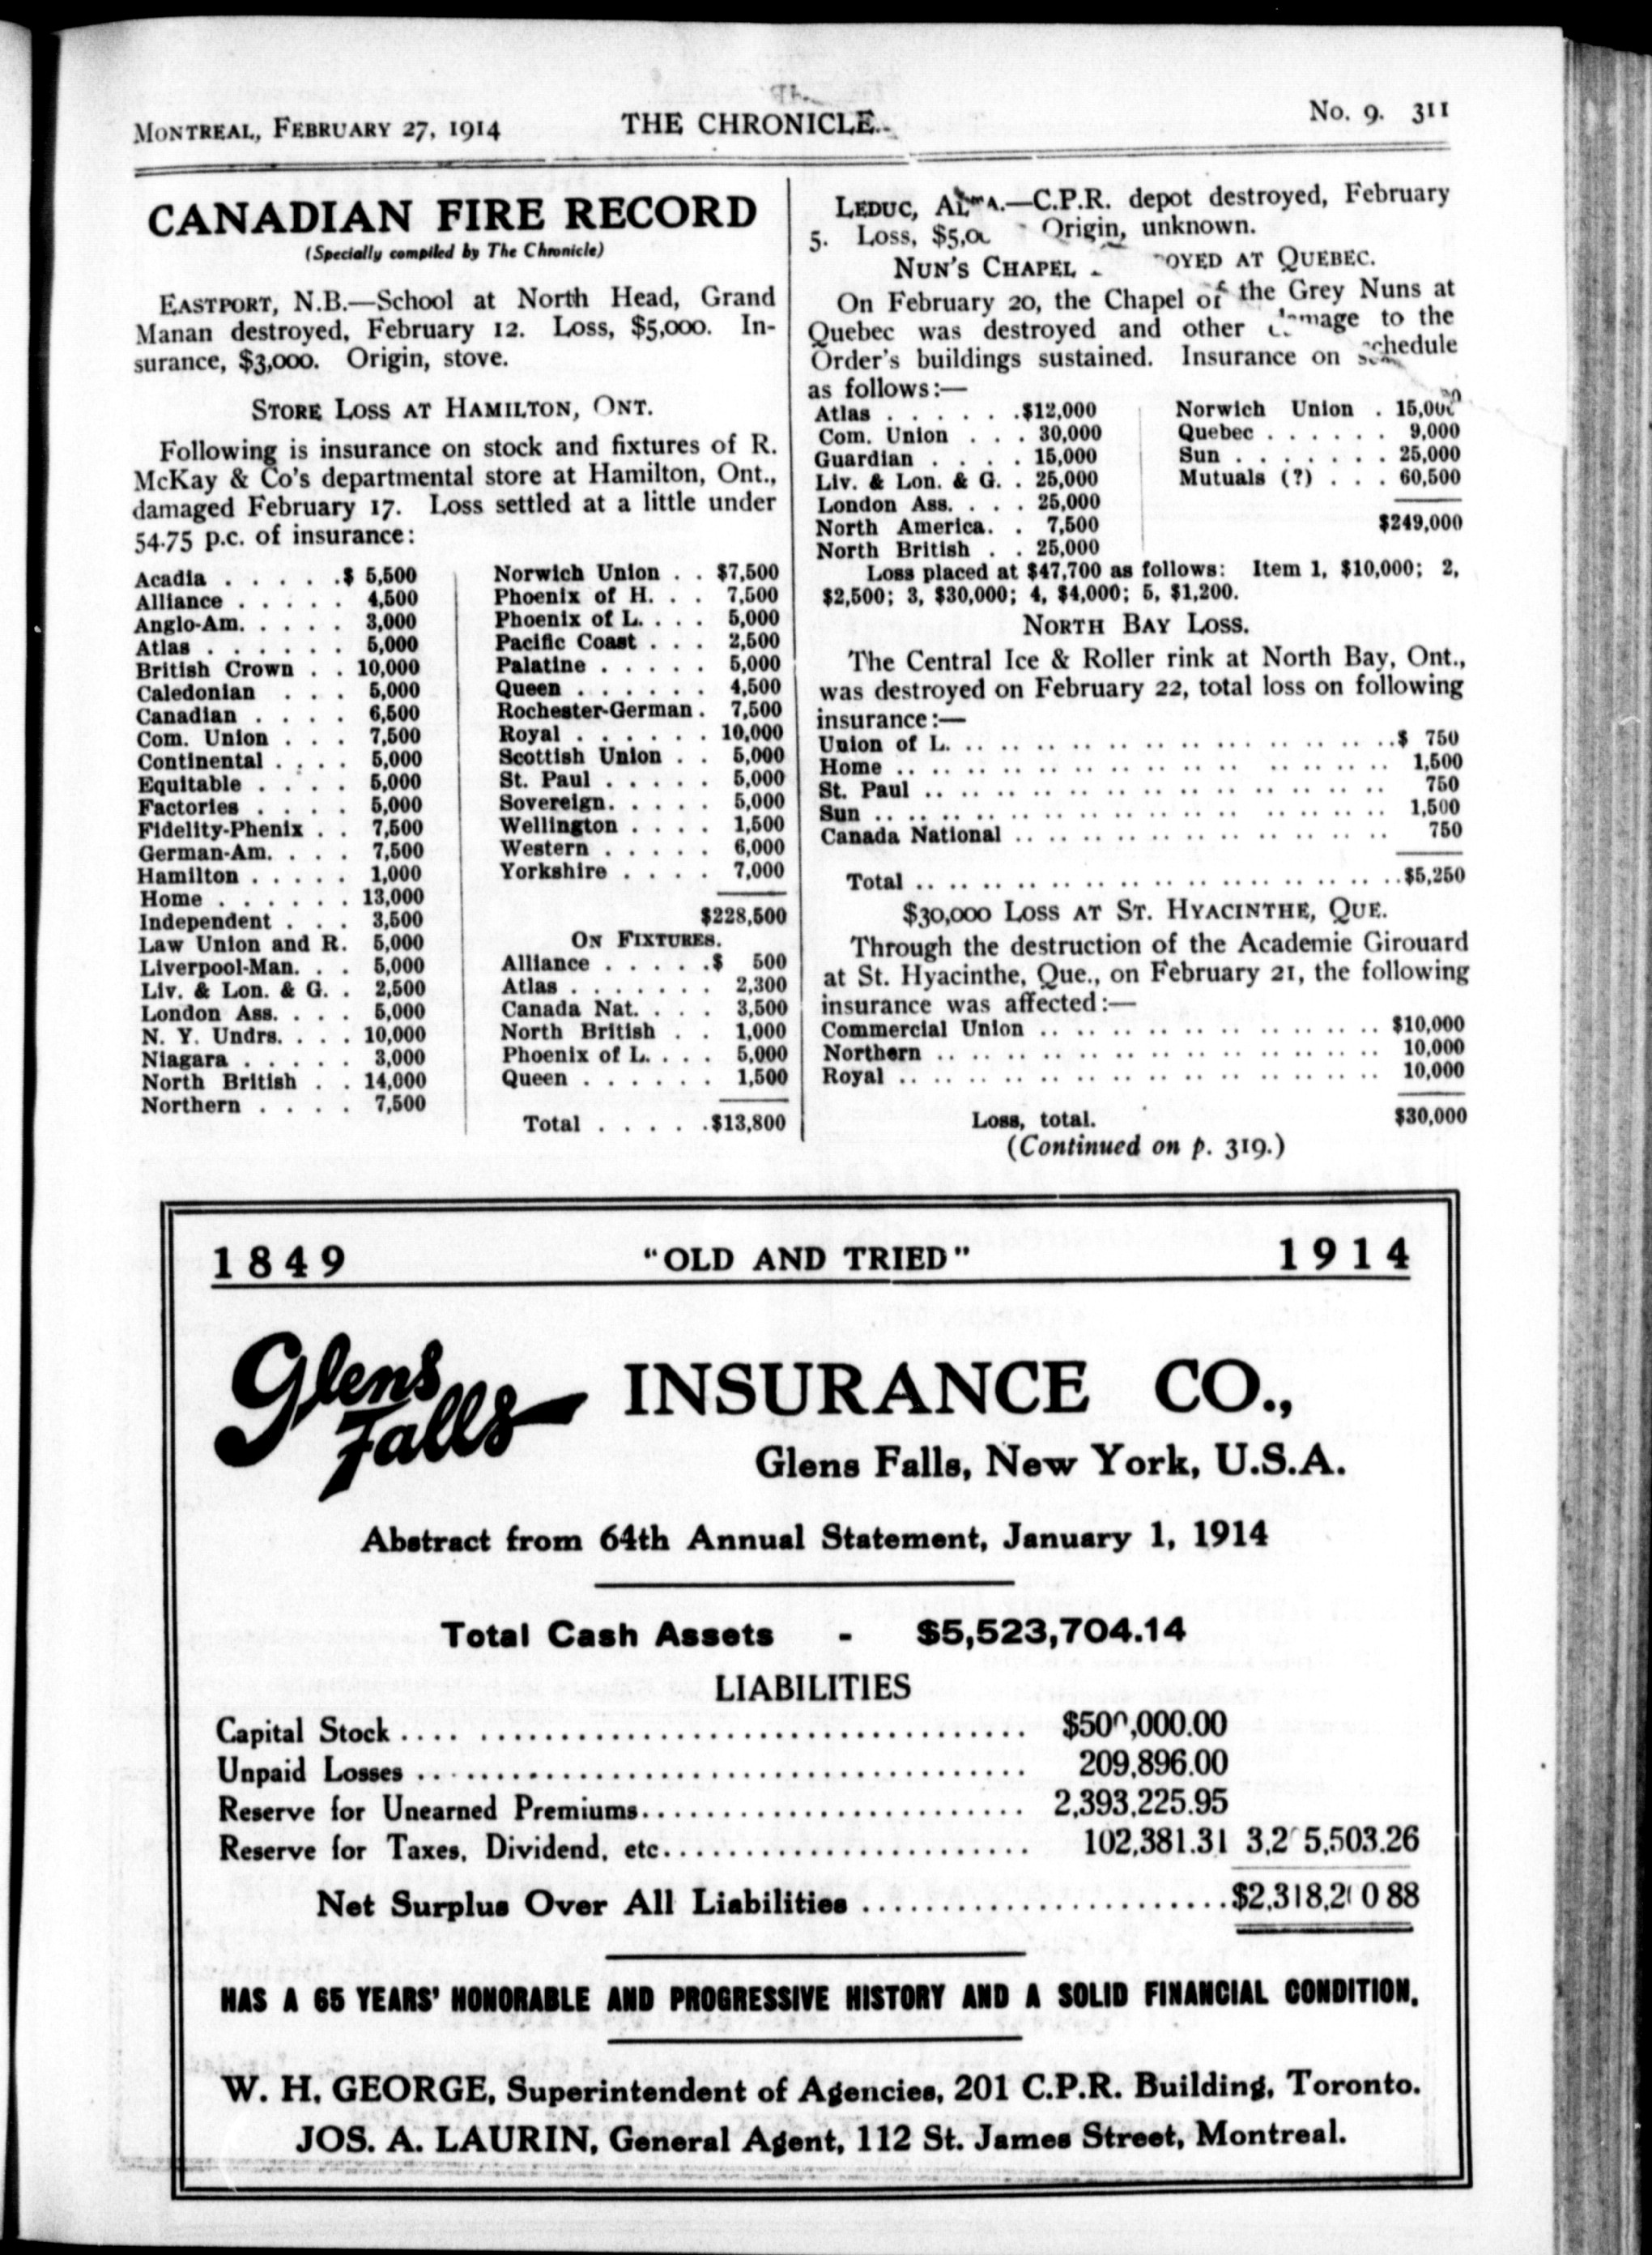 MONTREAL, FEBRUARY 27, 1914
THE CHRONICLE.
No. 9. 311
CANADIAN FIRE RECORD
(Specially compiled by The Chronicle)
EASTPORT, N.B.—School at North Head, Grand
Manan destroyed, February 12. Loss, $5,000. In-
surance, $3,000. Origin, stove.
STORE LOSS AT HAMILTON, ONT.
Following is insurance on stock and fixtures of R.
McKay & Co's departmental store at Hamilton, Ont.,
damaged February 17. Loss settled at a little under
54.75 p.c. of insurance:
Acadia . . . . . $ 5,500
Alliance . . . . . 4,500
Anglo-Am. . . . . 3,000
Atlas . . . . . . 5,000
British Crown . . 10,000
Caledonian . . . 5,000
Canadian . . . . 6,500
Com. Union . . . 7,500
Continental . . . . 5,000
Equitable . . . . 5,000
Factories . . . . 5,000
Fidelity-Phenix . . 7,500
German-Am. . . . 7,500
Hamilton . . . . . 1,000
Home . . . . . . 13,000
Independent . . . 3,500
Law Union and R. 5,000
Liverpool-Man. . . 5,000
Liv. & Lon. & G. . 2,500
London Ass. . . . 5,000
N. Y. Undrs. . . . 10,000
Niagara . . . . . 3,000
North British . . 14,000
Northern . . . . 7,500
Norwich Union . . $7,500
Phoenix of H. . . 7,500
Phoenix of L. . . . 5,000
Pacific Coast . . . 2,500
Palatine . . . . . 5,000
Queen . . . . . . 4,500
Rochester-German . 7,500
Royal . . . . . . 10,000
Scottish Union . . 5,000
St. Paul . . . . . 5,000
Sovereign. . . . . 5,000
Wellington . . . . 1,500
Western . . . . . 6,000
Yorkshire . . . . 7,000
$228,500
ON FIXTURES.
Alliance . . . . . $ 500
Atlas . . . . . . . 2,300
Canada Nat. . . . 3,500
North British . . 1,000
Phoenix of L. . . . 5,000
Queen . . . . . . 1,500
Total . . . . . $13,800
LEDUC, —C.P.R. depot destroyed, February
5. Loss, Origin, unknown.
NUN'S CHAPEL AT QUEBEC.
On February 20, the Chapel of the Grey Nuns at
Quebec was destroyed and other damage to the
Order's buildings sustained. Insurance on schedule
as follows:—
Atlas . . . . . . . $12,000
Com. Union . . . 30,000
Guardian . . . . 15,000
Liv. & Lon. & G. . 25,000
London Ass. . . . 25,000
North America. . 7,500
North British . . 25,000
Norwich Union . 15,000
Quebec . . . . . . 9,000
Sun . . . . . . . 25,000
Mutuals (?) . . . 60,500
$249,000
Loss placed at $47,700 as follows: Item 1, $10,000; 2,
$2,500; 3, $30,000; 4, $4,000; 5, $1,200.
NORTH BAY LOSS.
The Central Ice & Roller rink at North Bay, Ont.,
was destroyed on February 22, total loss on following
insurance:—
Union of L. .. .. .. .. .. .. .. .. $ 750
Home .. .. .. .. .. .. .. .. .. 1,500
St. Paul .. .. .. .. .. .. .. .. .. 750
Sun .. .. .. .. .. .. .. .. .. 1,500
Canada National .. .. .. .. .. .. .. 750
Total .. .. .. .. .. .. .. .. .. $5,250
$30,000 LOSS AT ST. HYACINTHE, QUE.
Through the destruction of the Academie Girouard
at St. Hyacinthe, Que., on February 21, the following
insurance was affected:—
Commercial Union .. .. .. .. .. .. .. $10,000
Northern .. .. .. .. .. .. .. .. .. 10,000
Royal .. .. .. .. .. .. .. .. .. 10,000
Loss, total. $30,000
(Continued on p. 319.)
1849 "OLD AND TRIED" 1914
Glens Falls INSURANCE CO.,
Glens Falls, New York, U.S.A.
Abstract from 64th Annual Statement, January 1, 1914
Total Cash Assets - $5,523,704.14
LIABILITIES
Capital Stock .................... $500,000.00
Unpaid Losses .................... 209,896.00
Reserve for Unearned Premiums.................... 2,393,225.95
Reserve for Taxes, Dividend, etc.................... 102,381.31
Net Surplus Over All Liabilities ....................
HAS A 65 YEARS' HONORABLE AND PROGRESSIVE HISTORY AND A SOLID FINANCIAL CONDITION.
W. H. GEORGE, Superintendent of Agencies, 201 C.P.R. Building, Toronto.
JOS. A. LAURIN, General Agent, 112 St. James Street, Montreal.